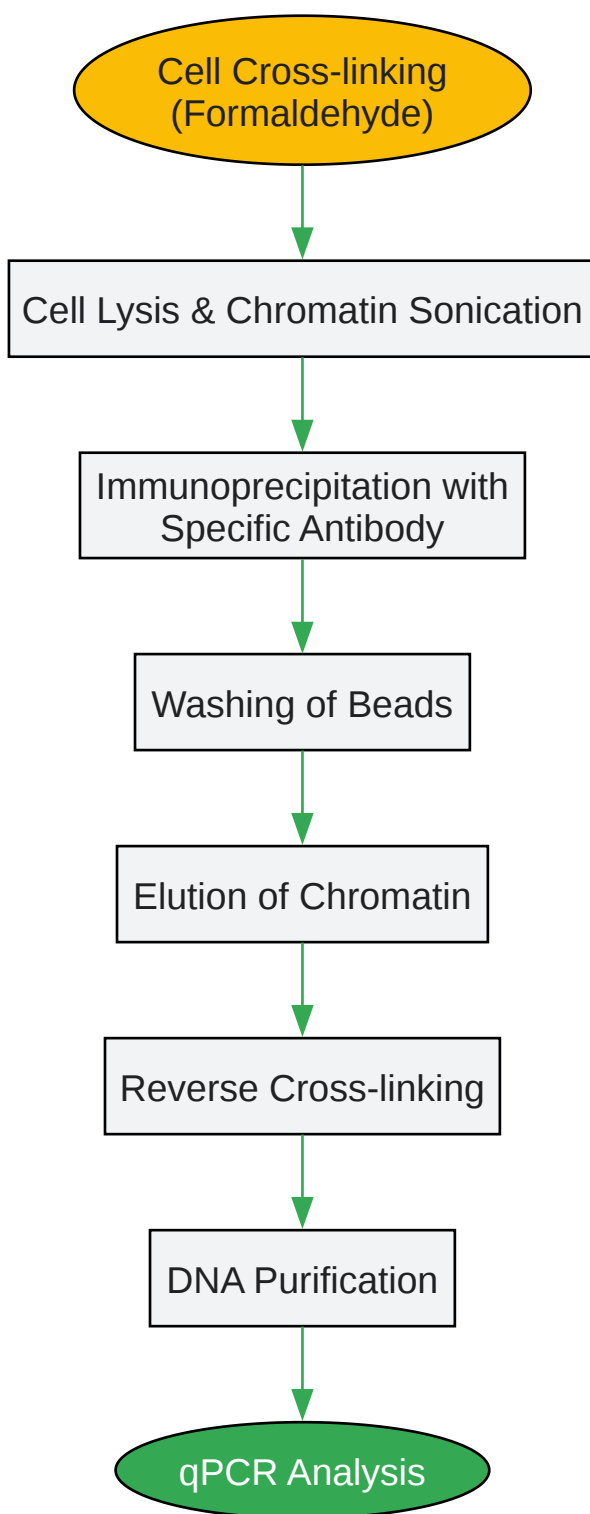 Cell Cross-linking
(Formaldehyde)
Cell Lysis & Chromatin Sonication
Immunoprecipitation with
Specific Antibody
Washing of Beads
Elution of Chromatin
Reverse Cross-linking
DNA Purification
qPCR Analysis